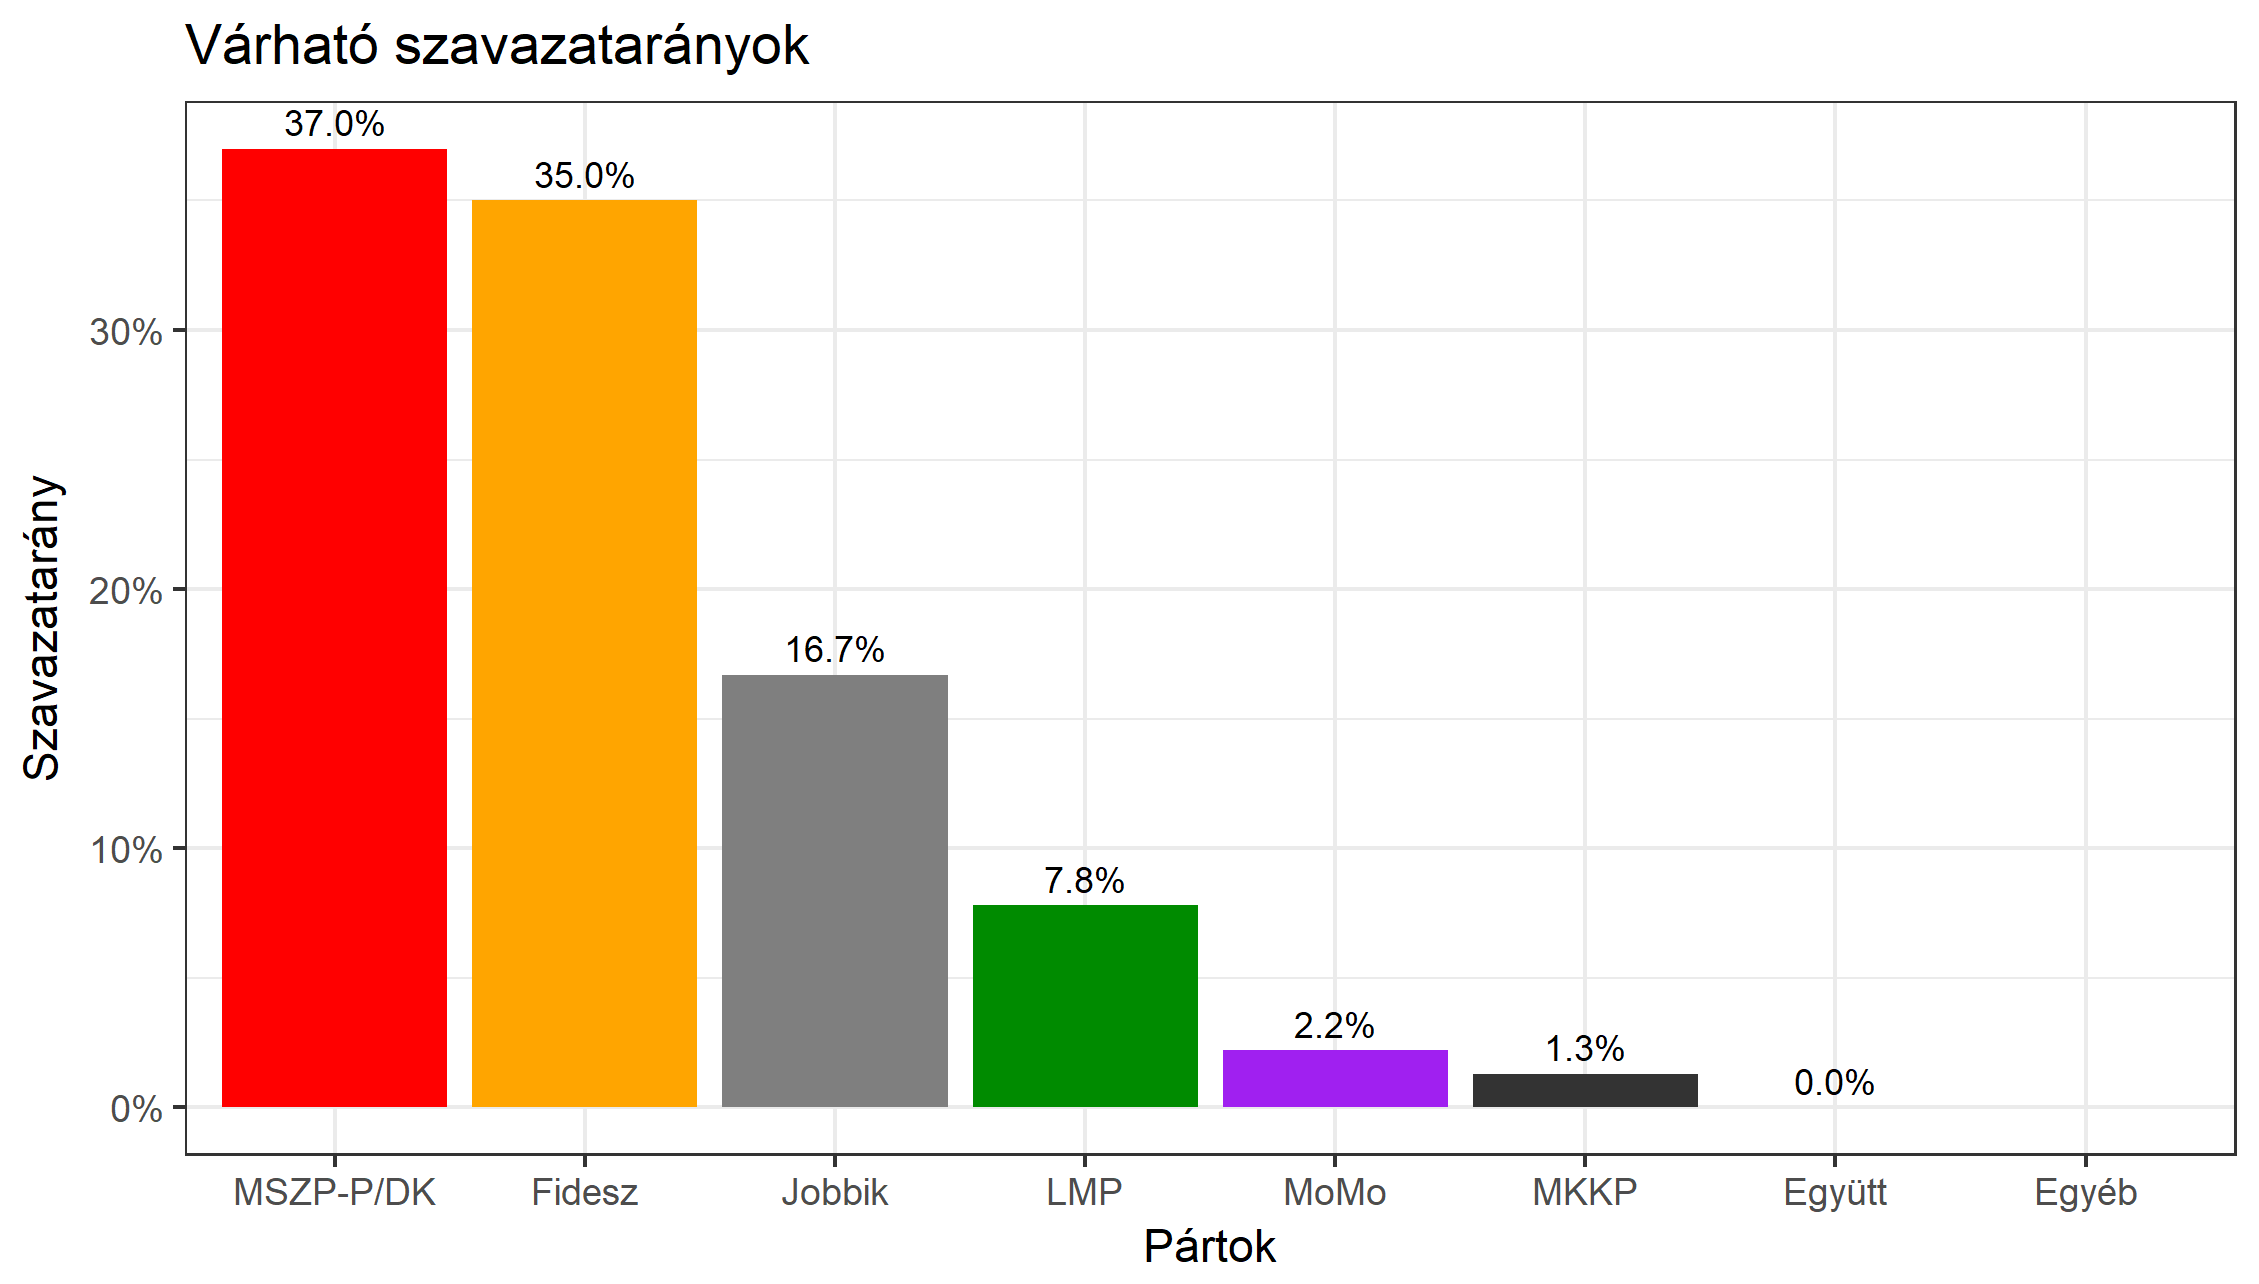 Várható szavazatarányok
37.0%
35.0%
16.7%
7.8%
2.2%
1.3%
0.0%
30%
20%
10%
0%
Szavazatarány
MSZP-P/DK Fidesz Jobbik LMP MoMo MKKP Együtt Egyéb
Pártok